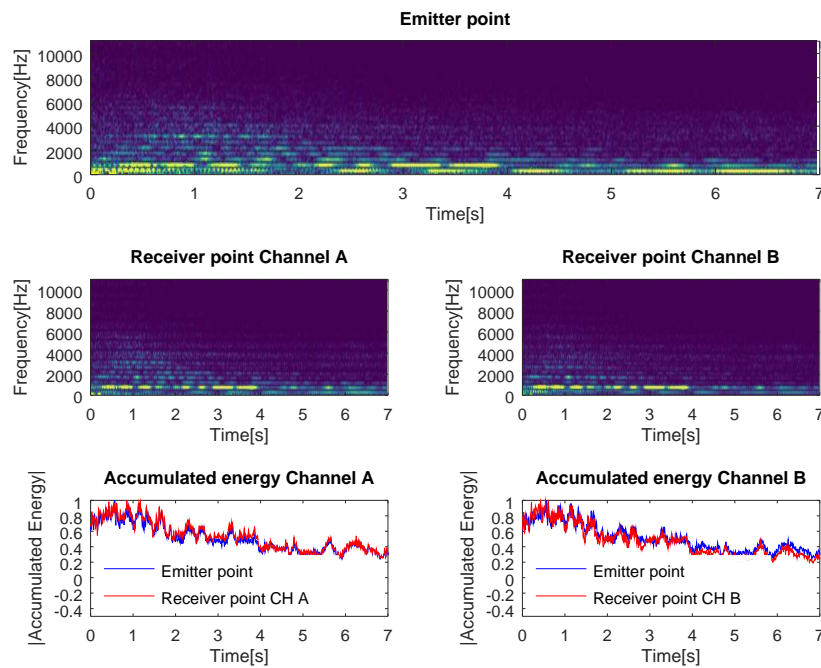 Emitter point
Frequency[Hz]
10000
8000
6000
4000
2000
0
0 1 2 3 4 5 6 7
Time[s]
Receiver point Channel A
Frequency[Hz]
10000
8000
6000
4000
2000
0
0 1 2 3 4 5 6 7
Time[s]
Receiver point Channel B
Frequency[Hz]
10000
8000
6000
4000
2000
0
0 1 2 3 4 5 6 7
Time[s]
Accumulated energy Channel A
|Accumulated Energy|
1
0.8
0.6
0.4
0.2
0
-0.2
-0.4
Emitter point
Receiver point CH A
0 1 2 3 4 5 6 7
Time[s]
Accumulated energy Channel B
|Accumulated Energy|
1
0.8
0.6
0.4
0.2
0
-0.2
-0.4
Emitter point
Receiver point CH B
0 1 2 3 4 5 6 7
Time[s]